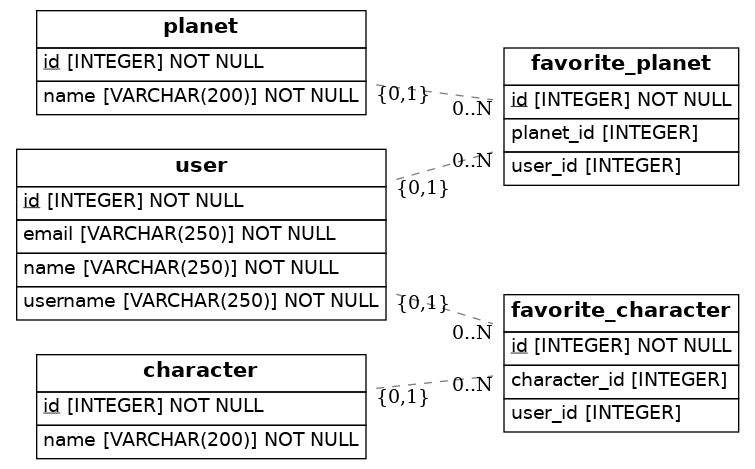 planet
id [INTEGER] NOT NULL
name [VARCHAR(200)] NOT NULL
{0,1}
0..N
favorite_planet
id [INTEGER] NOT NULL
planet_id [INTEGER]
user_id [INTEGER]
user
id [INTEGER] NOT NULL
email [VARCHAR(250)] NOT NULL
name [VARCHAR(250)] NOT NULL
username [VARCHAR(250)] NOT NULL
0..N
{0,1}
{0,1}
0..N
favorite_character
id [INTEGER] NOT NULL
character_id [INTEGER]
user_id [INTEGER]
character
id [INTEGER] NOT NULL
name [VARCHAR(200)] NOT NULL
{0,1}
0..N